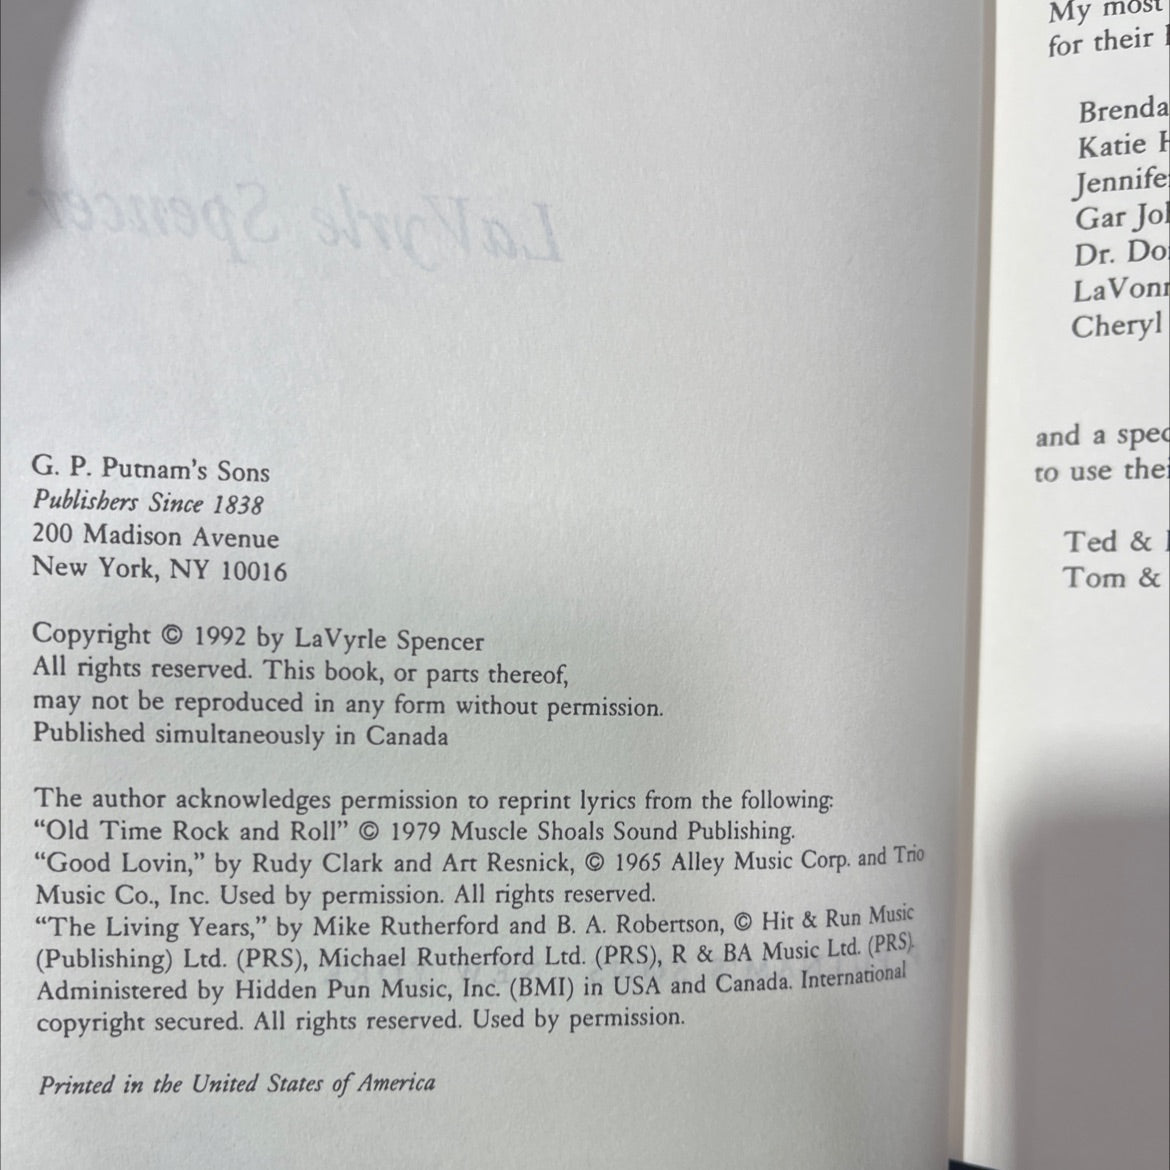 LaVyrle Spencer
G. P. Putnam's Sons
Publishers Since 1838
200 Madison Avenue
New York, NY 10016
Copyright © 1992 by LaVyrle Spencer
All rights reserved. This book, or parts thereof,
may not be reproduced in any form without permission.
Published simultaneously in Canada
The author acknowledges permission to reprint lyrics from the following:
“Old Time Rock and Roll” © 1979 Muscle Shoals Sound Publishing.
“Good Lovin,” by Rudy Clark and Art Resnick, © 1965 Alley Music Corp. and Trio
Music Co., Inc. Used by permission. All rights reserved.
“The Living Years,” by Mike Rutherford and B. A. Robertson, © Hit & Run Music
(Publishing) Ltd. (PRS), Michael Rutherford Ltd. (PRS), R & BA Music Ltd. (PRS).
Administered by Hidden Pun Music, Inc. (BMI) in USA and Canada. International
copyright secured. All rights reserved. Used by permission.
Printed in the United States of America
My most
for their
Brenda
Katie
Gar
Dr.
Cheryl
and a
to use
Ted &
Tom &